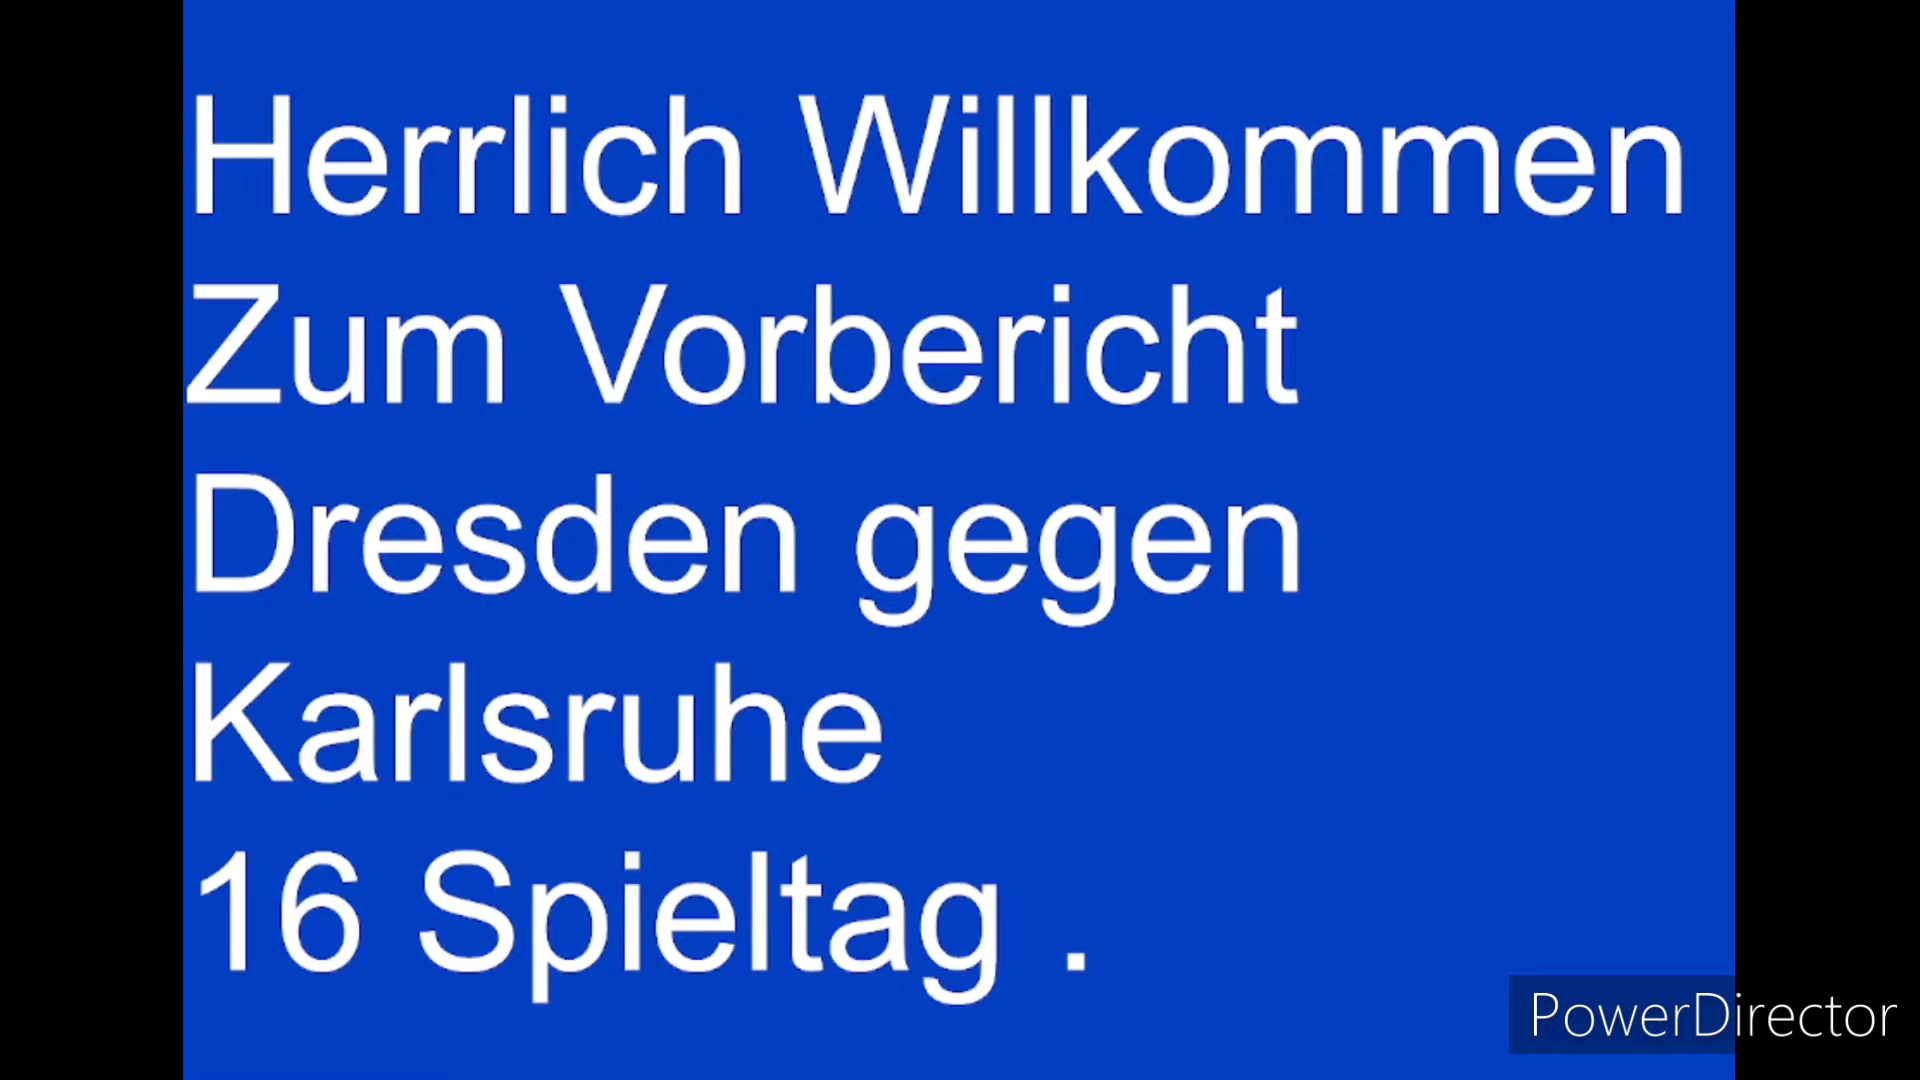 Herrlich Willkommen
Zum Vorbericht
Dresden gegen
Karlsruhe
16 Spieltag .
PowerDirector